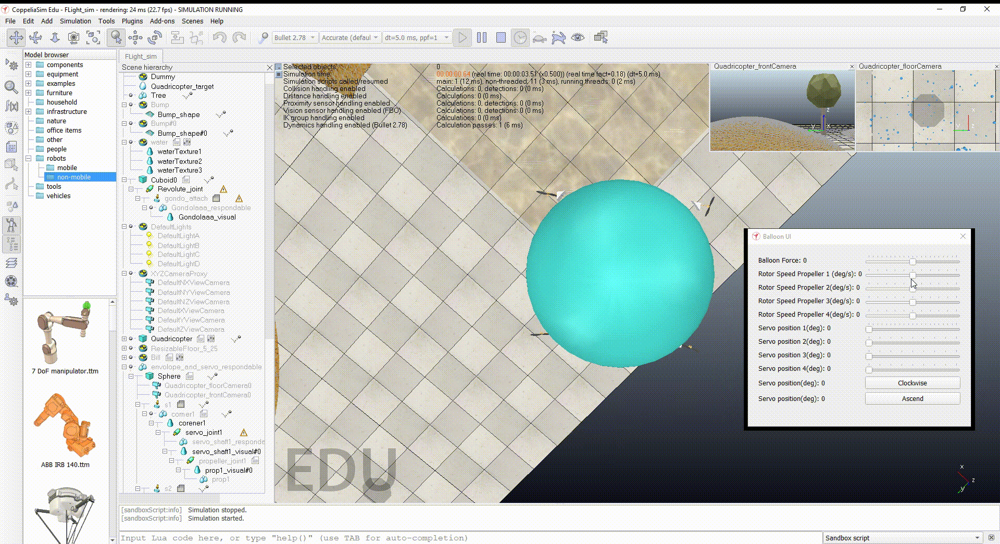 CoppeliaSim Edu - FLight_sim - rendering: 24 ms (22.7 fps) - SIMULATION RUNNING
File Edit Add Simulation Tools Plugins Add-ons Scenes Help
Bullet 2.78 Accurate (defaul dt=5.0 ms, ppf=1
Model browser
components
equipment
examples
furniture
household
infrastructure
nature
office items
other
people
robots
mobile
non-mobile
tools
vehicles
7 DoF manipulator.ttm
ABB IRB 140.ttm
FLight_sim
Scene hierarchy
Dummy
Quadricopter_target
Tree
Bump
Bump_shape
Bump#0
Bump_shape#0
water
waterTexture1
waterTexture2
waterTexture3
Cuboid0
Revolute_joint
gondo_attach
Gondolaaa_respondable
Gondolaaa_visual
DefaultLights
DefaultLightA
DefaultLightB
DefaultLightC
DefaultLightD
XYZCameraProxy
DefaultNXViewCamera
DefaultNYViewCamera
DefaultNZViewCamera
DefaultXViewCamera
DefaultYViewCamera
DefaultZViewCamera
Quadricopter
ResizableFloor_5_25
Bill
envolope_and_servo_respondable
Sphere
Quadricopter_floorCamera0
Quadricopter_frontCamera0
s1
corner1
corener1
servo_joint1
servo_shaft1_responda
servo_shaft1_visual#0
propeller_joint1
prop1_visual#0
prop1
s2
Selected objects: 0
Simulation time: 00:00:00.64 (real time: 00:00:03.51 (x0.500)) (real time fact=0.18) (dt=5.0 ms)
Simulation scripts called/resumed main: 1 (12 ms), non-threaded: 11 (3 ms), running threads: 0 (2 ms)
Collision handling enabled Calculations: 0, detections: 0 (0 ms)
Distance handling enabled Calculations: 0 (0 ms)
Proximity sensor handling enabled Calculations: 0, detections: 0 (0 ms)
Vision sensor handling enabled (FBO) Calculations: 0, detections: 0 (0 ms)
IK group handling enabled Calculations: 0 (0 ms)
Dynamics handling enabled (Bullet 2.78) Calculation passes: 1 (6 ms)
Quadricopter_frontCamera
z
y x
Quadricopter_floorCamera
x
y
Balloon UI
Balloon Force: 0
Rotor Speed Propeller 1 (deg/s): 0
Rotor Speed Propeller 2(deg/s): 0
Rotor Speed Propeller 3(deg/s): 0
Rotor Speed Propeller 4(deg/s): 0
Servo position 1(deg): 0
Servo position 2(deg): 0
Servo position 3(deg): 0
Servo position 4(deg): 0
Servo position(deg): 0 Clockwise
Servo position(deg): 0 Ascend
EDU
x
z
y
[sandboxScript:info] Simulation stopped.
[sandboxScript:info] Simulation started.
Input Lua code here, or type "help()" (use TAB for auto-completion)
Sandbox script